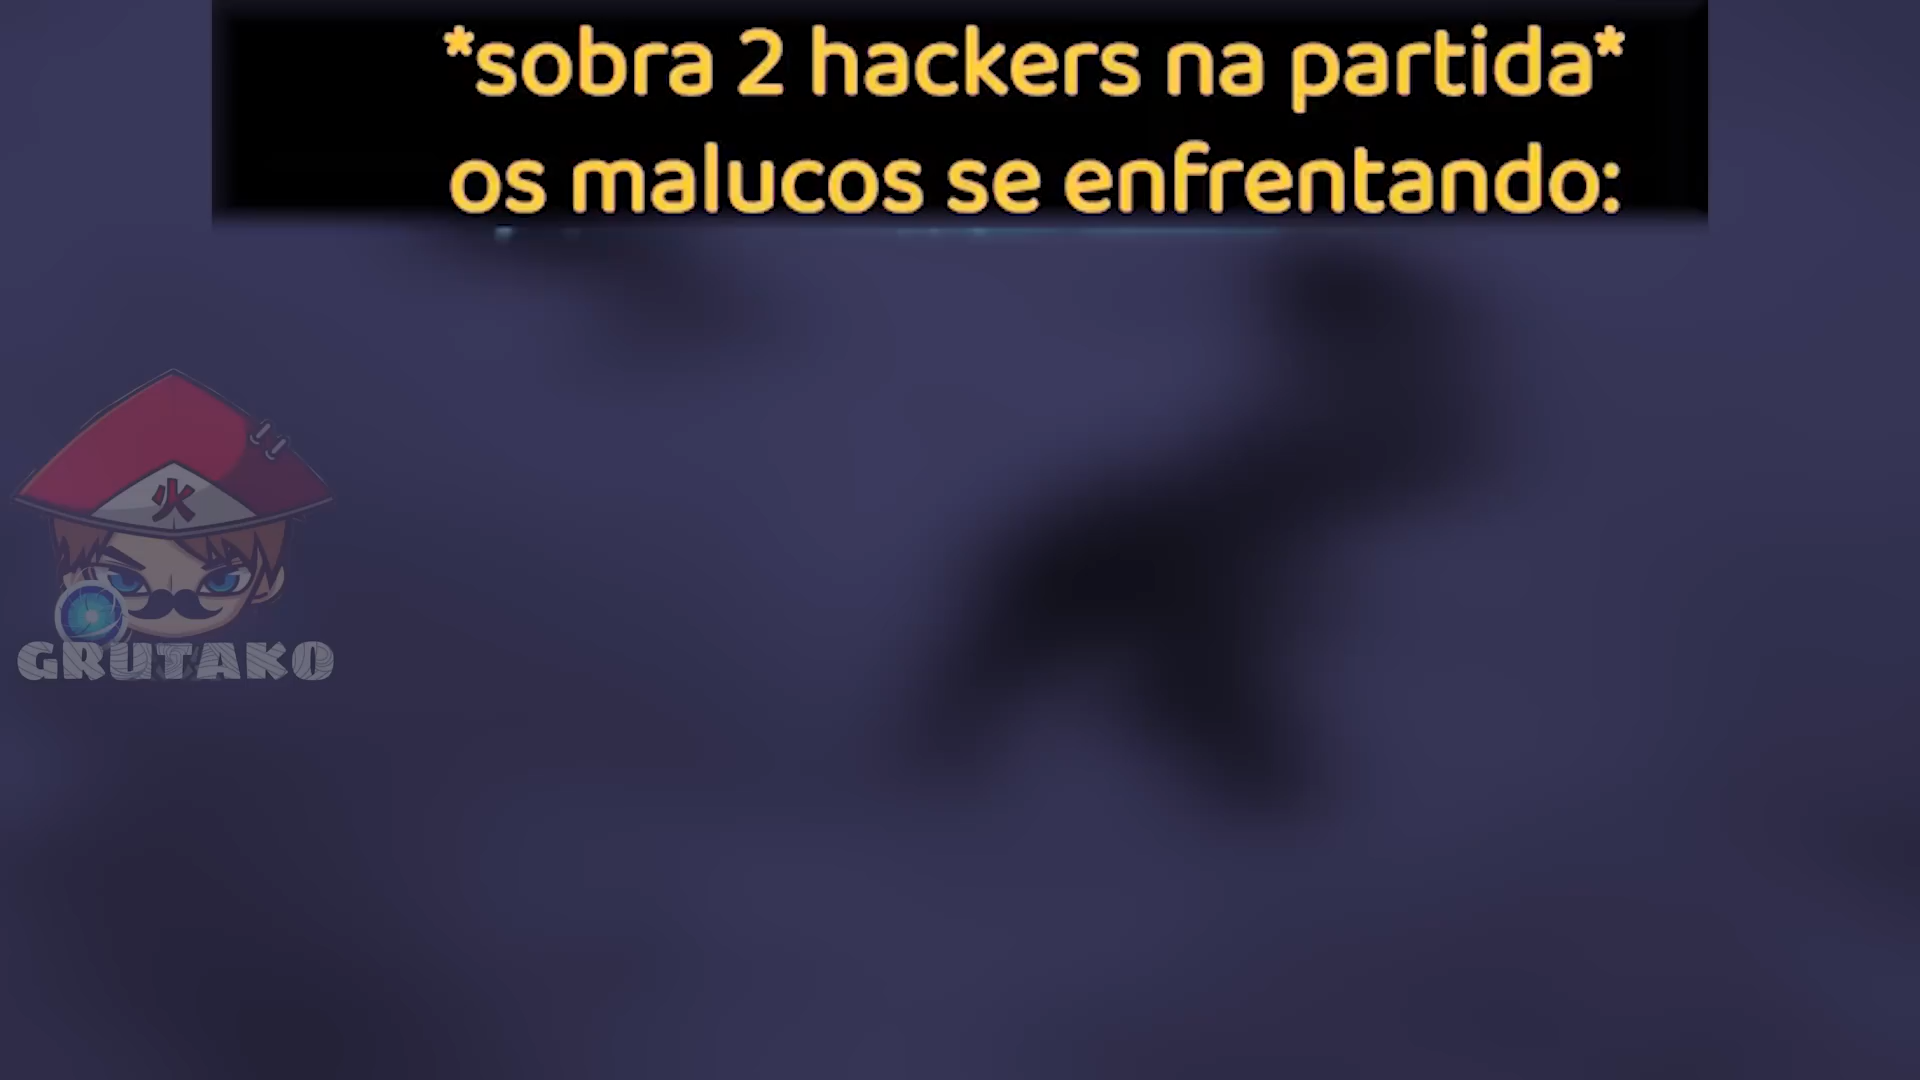 *sobra 2 hackers na partida*
os malucos se enfrentando:
火
GRUTAKO